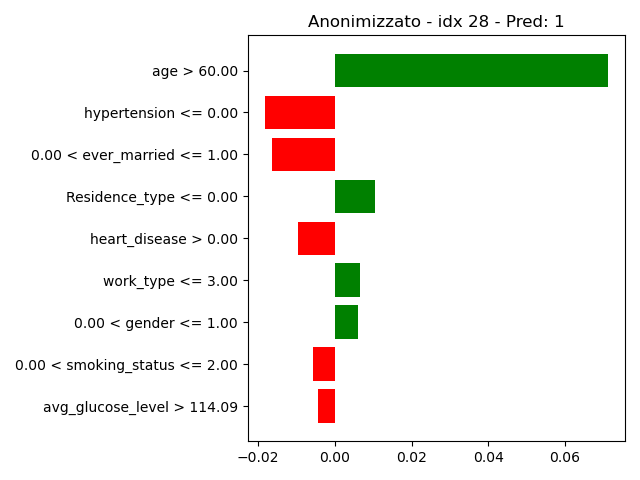 Anonimizzato - idx 28 - Pred: 1
age > 60.00
hypertension <= 0.00
0.00 < ever_married <= 1.00
Residence_type <= 0.00
heart_disease > 0.00
work_type <= 3.00
0.00 < gender <= 1.00
0.00 < smoking_status <= 2.00
avg_glucose_level > 114.09
−0.02 0.00 0.02 0.04 0.06